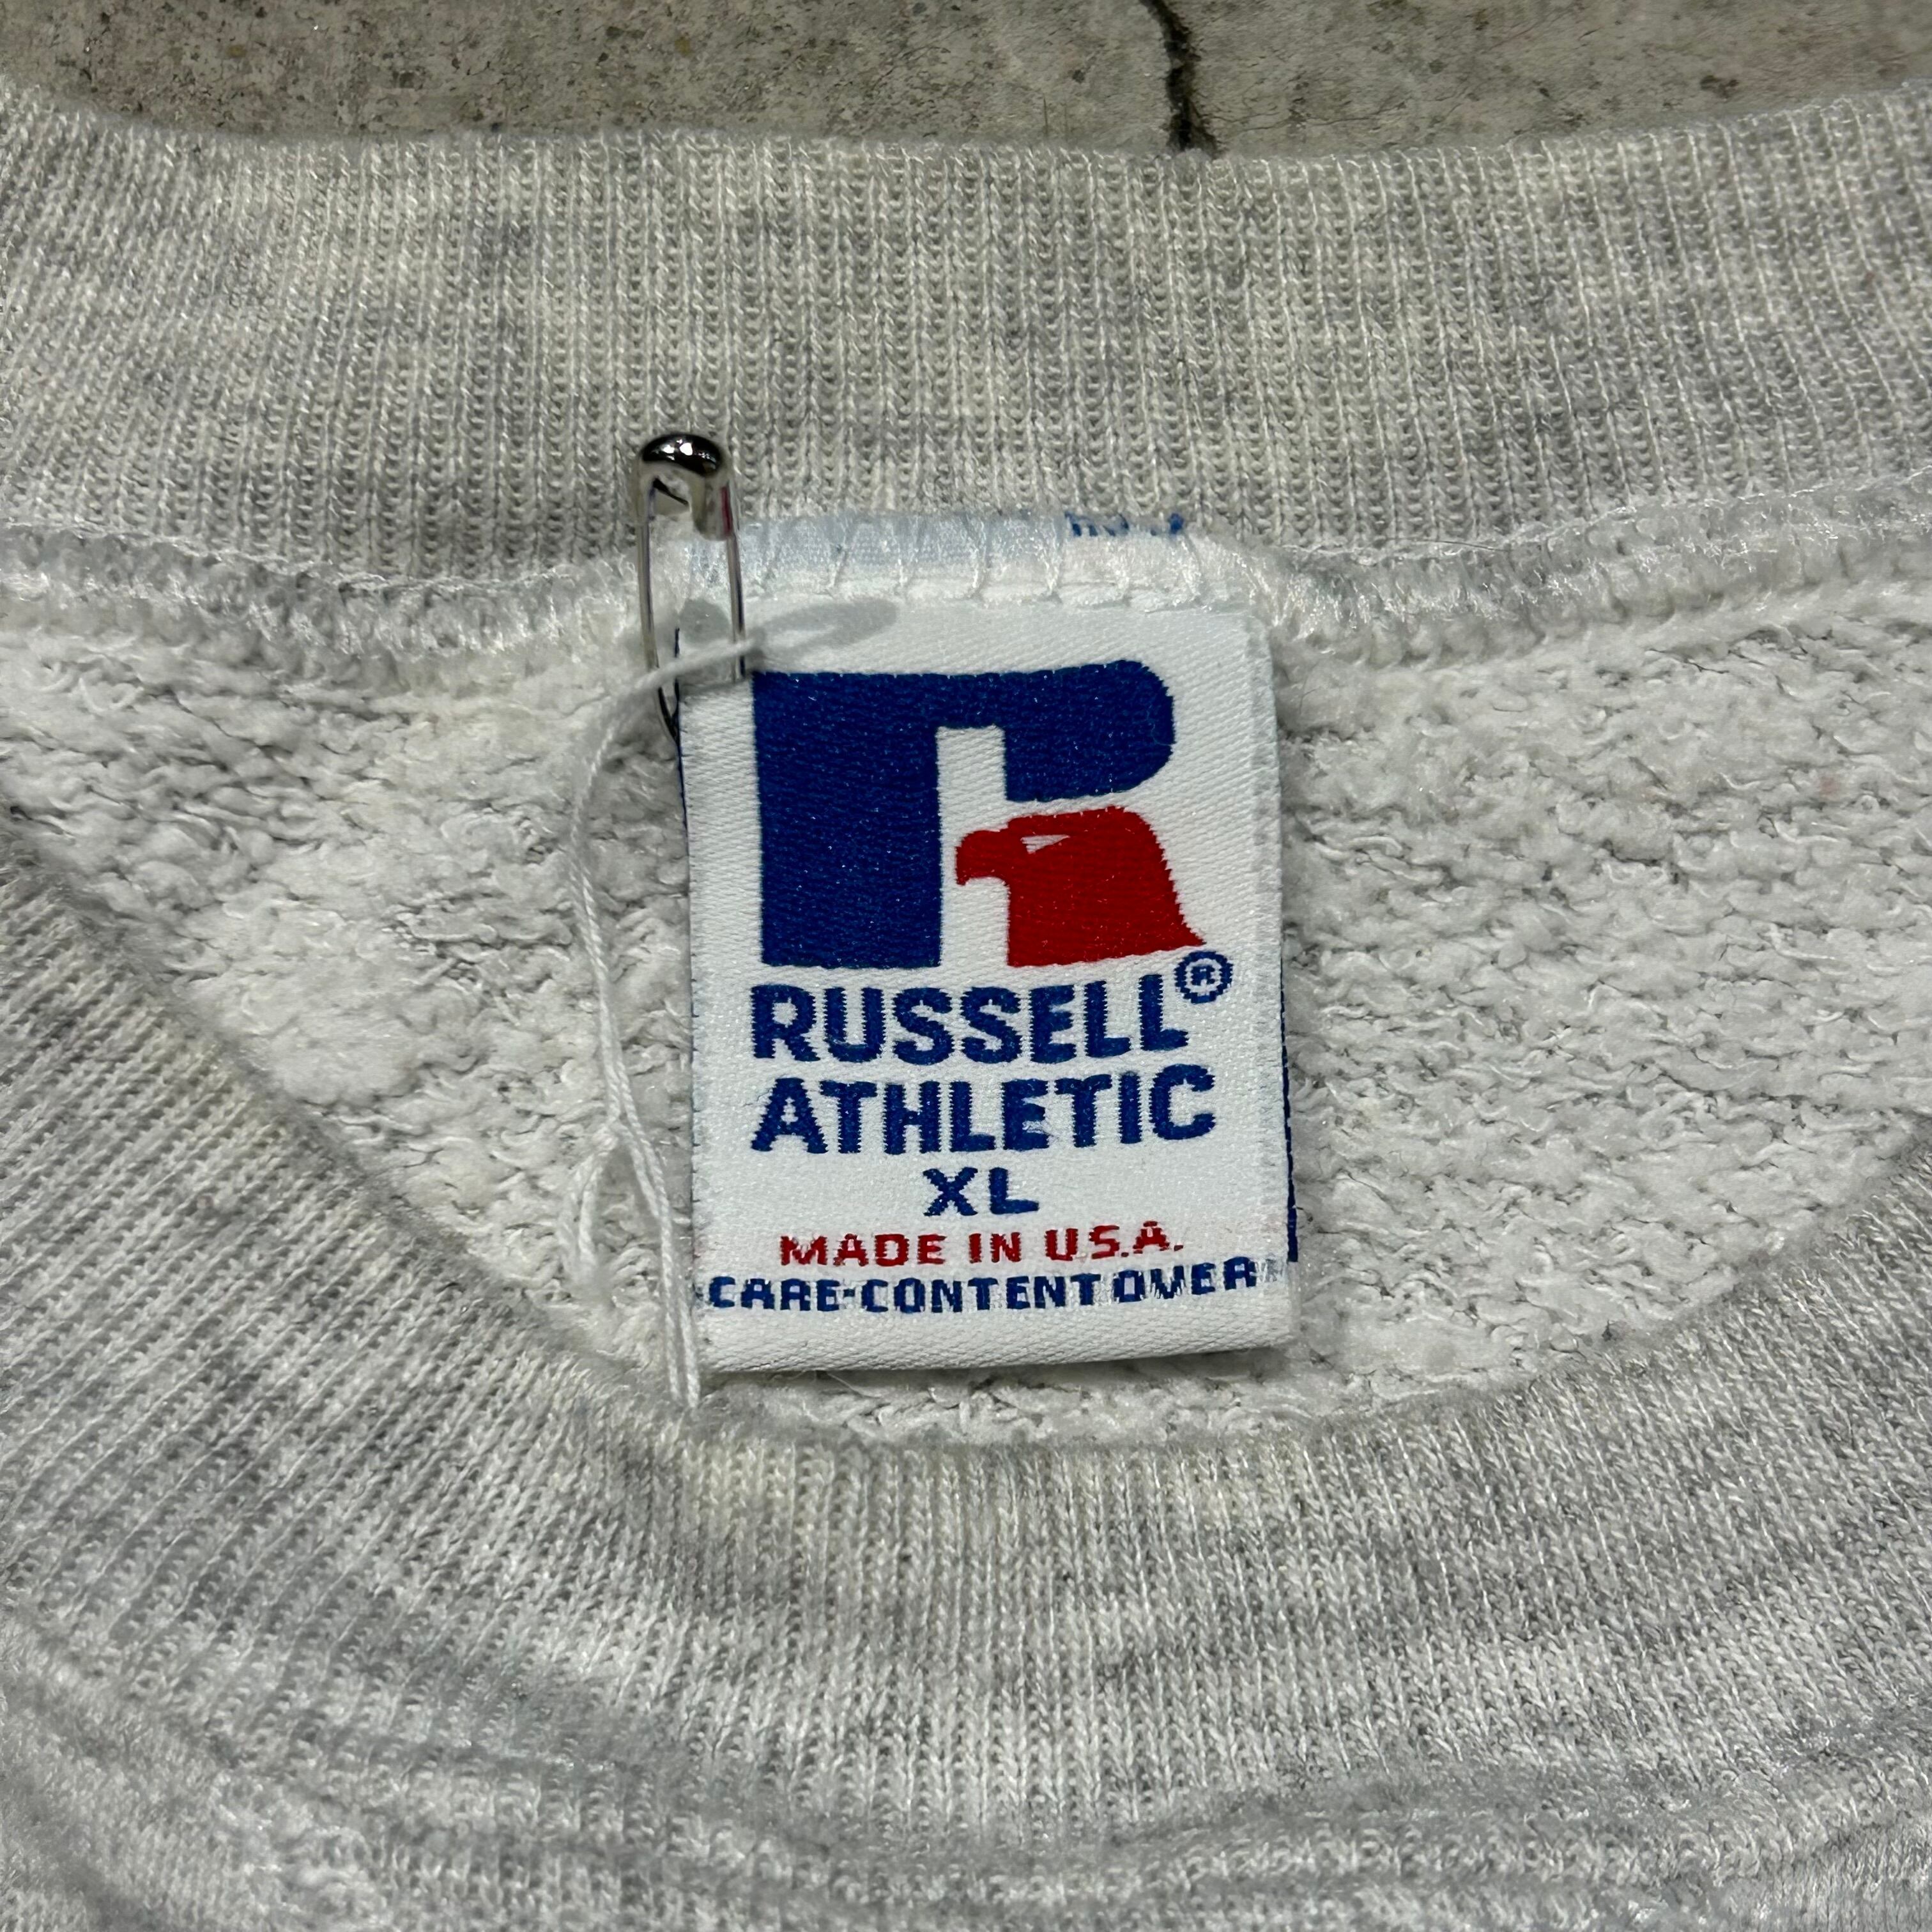 RUSSELL®
ATHLETIC
XL
MADE IN U.S.A.
CARE-CONTENT OVER